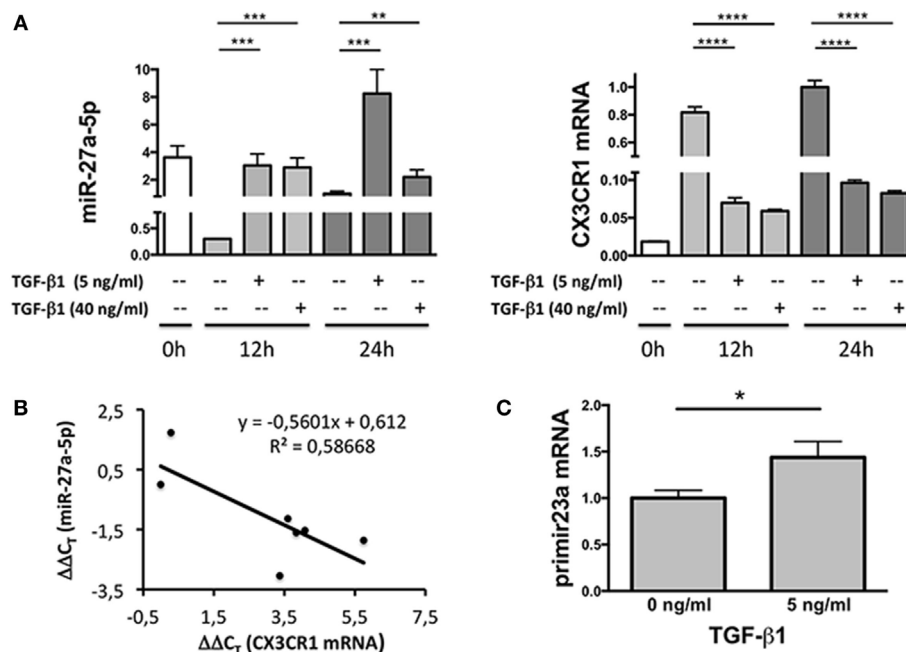 A
*** *** *** **
miR-27a-5p
10
8
6
4
2
0.5
0.0
TGF-β1 (5 ng/ml) -- -- + -- -- + --
TGF-β1 (40 ng/ml) -- -- -- + -- -- +
0h 12h 24h
**** **** **** ****
CX3CR1 mRNA
1.0
0.8
0.6
0.10
0.05
0.00
TGF-β1 (5 ng/ml) -- -- + -- -- + --
TGF-β1 (40 ng/ml) -- -- -- + -- -- +
0h 12h 24h
B
ΔΔCT (miR-27a-5p)
2,5
0,5
-1,5
-3,5
y = -0,5601x + 0,612
R² = 0,58668
-0,5 1,5 3,5 5,5 7,5
ΔΔCT (CX3CR1 mRNA)
C
*
primir23a mRNA
2.0
1.5
1.0
0.5
0.0
0 ng/ml 5 ng/ml
TGF-β1